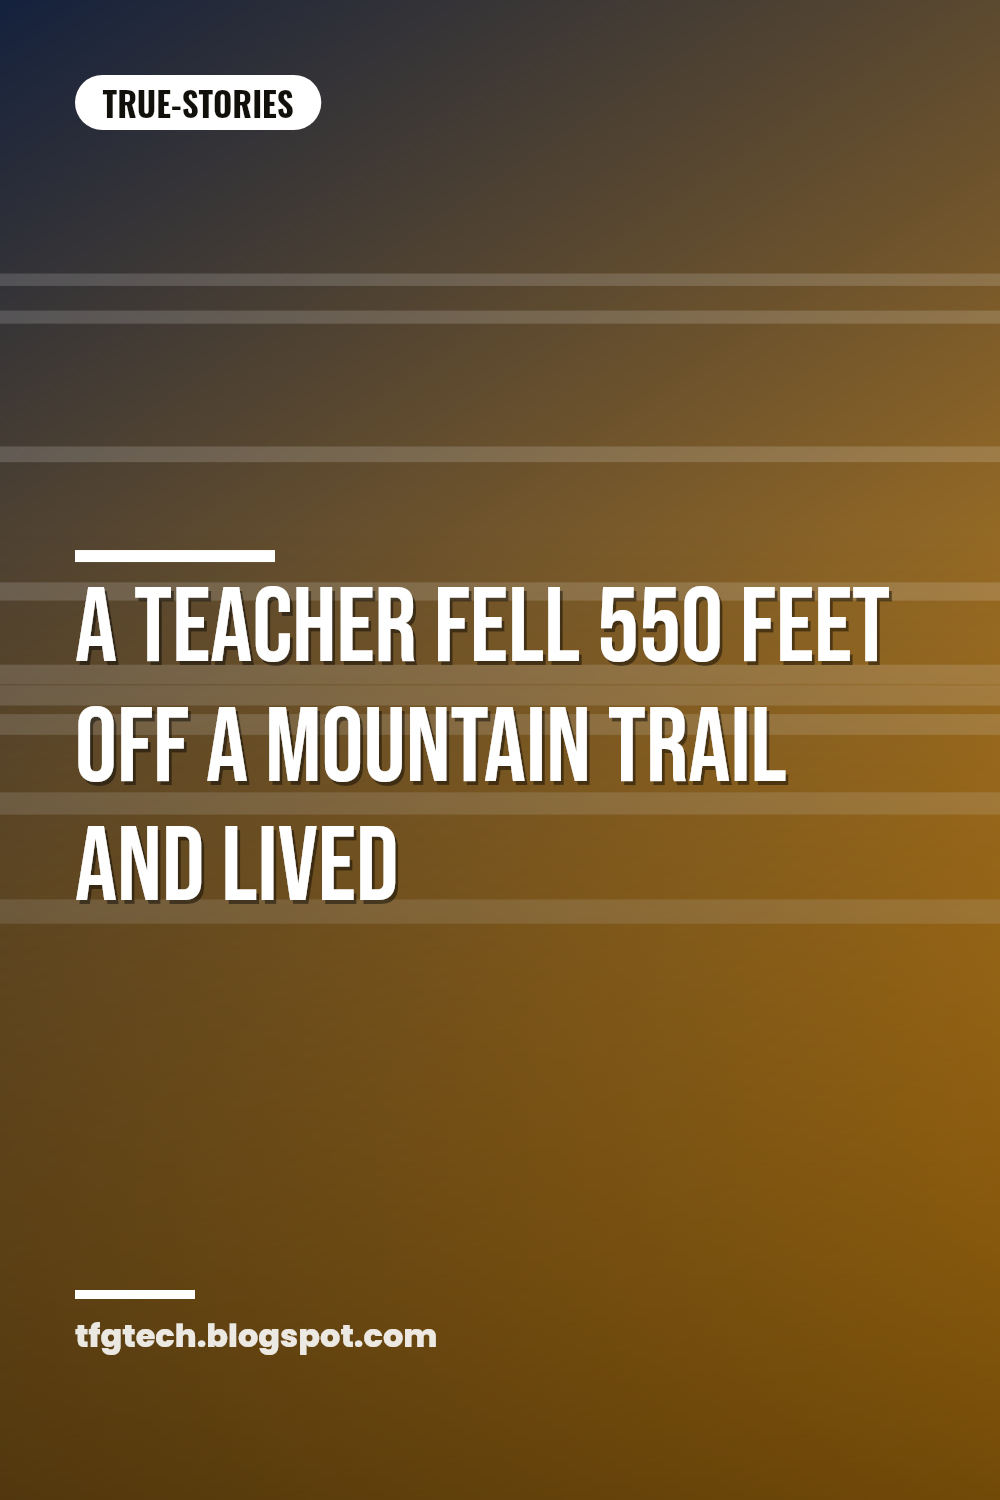 TRUE-STORIES
A TEACHER FELL 550 FEET
OFF A MOUNTAIN TRAIL
AND LIVED
tfgtech.blogspot.com